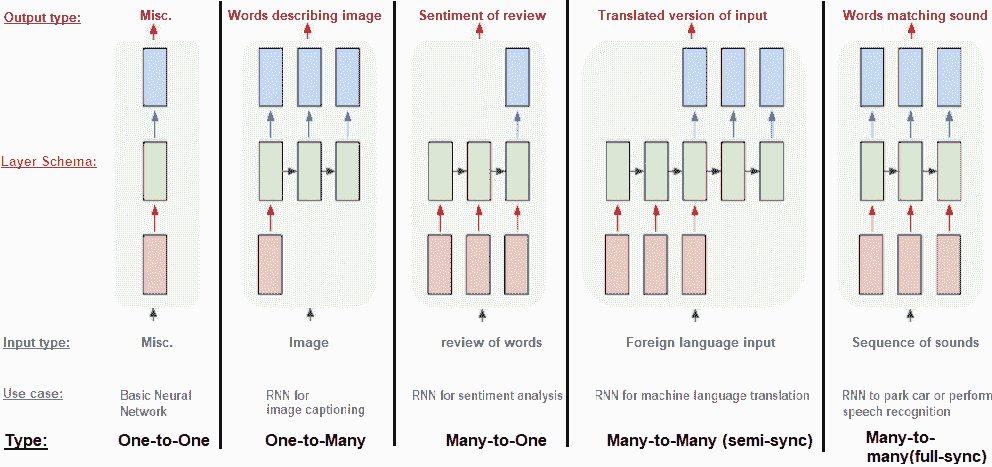 Output type: Misc. Words describing image Sentiment of review Translated version of input Words matching sound
Layer Schema:
Input type: Misc. Image review of words Foreign language input Sequence of sounds
Use case: Basic Neural Network RNN for image captioning RNN for sentiment analysis RNN for machine language translation RNN to park car or perform speech recognition
Type: One-to-One One-to-Many Many-to-One Many-to-Many (semi-sync) Many-to-many(full-sync)